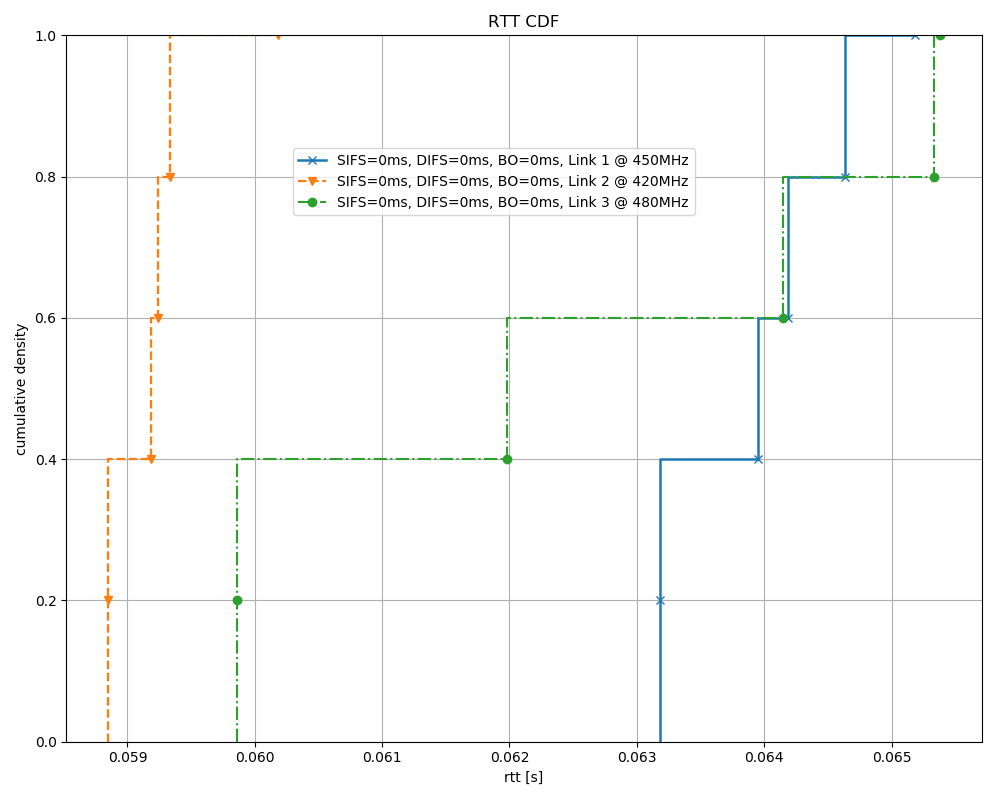 RTT CDF
1.0
0.8
0.6
0.4
0.2
0.0
cumulative density
SIFS=0ms, DIFS=0ms, BO=0ms, Link 1 @ 450MHz
SIFS=0ms, DIFS=0ms, BO=0ms, Link 2 @ 420MHz
SIFS=0ms, DIFS=0ms, BO=0ms, Link 3 @ 480MHz
0.059 0.060 0.061 0.062 0.063 0.064 0.065
rtt [s]